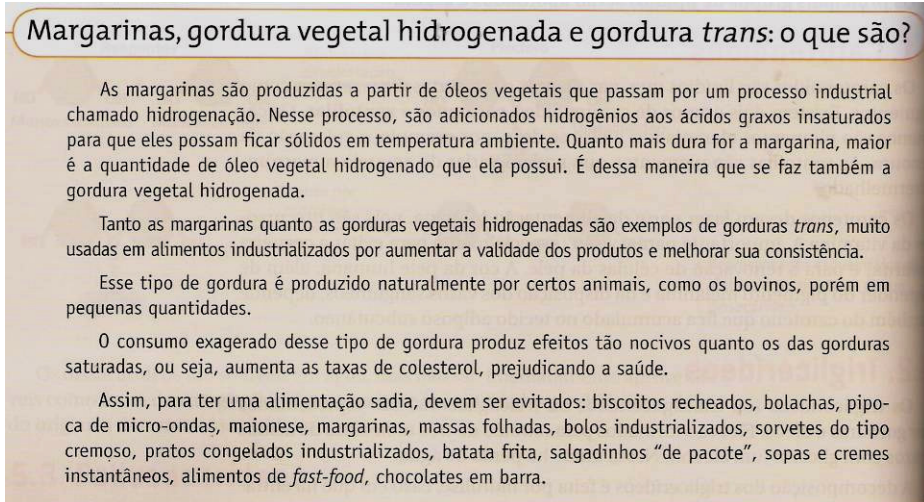 Margarinas, gordura vegetal hidrogenada e gordura trans: o que são?
As margarinas são produzidas a partir de óleos vegetais que passam por um processo industrial
chamado hidrogenação. Nesse processo, são adicionados hidrogênios aos ácidos graxos insaturados
para que eles possam ficar sólidos em temperatura ambiente. Quanto mais dura for a margarina, maior
é a quantidade de óleo vegetal hidrogenado que ela possui. É dessa maneira que se faz também a
gordura vegetal hidrogenada.
Tanto as margarinas quanto as gorduras vegetais hidrogenadas são exemplos de gorduras trans, muito
usadas em alimentos industrializados por aumentar a validade dos produtos e melhorar sua consistência.
Esse tipo de gordura é produzido naturalmente por certos animais, como os bovinos, porém em
pequenas quantidades.
O consumo exagerado desse tipo de gordura produz efeitos tão nocivos quanto os das gorduras
saturadas, ou seja, aumenta as taxas de colesterol, prejudicando a saúde.
Assim, para ter uma alimentação sadia, devem ser evitados: biscoitos recheados, bolachas, pipo-
ca de micro-ondas, maionese, margarinas, massas folhadas, bolos industrializados, sorvetes do tipo
cremoso, pratos congelados industrializados, batata frita, salgadinhos “de pacote”, sopas e cremes
instantâneos, alimentos de fast-food, chocolates em barra.